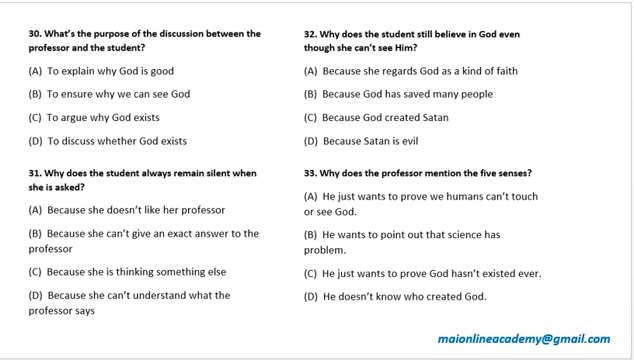 30. What's the purpose of the discussion between the
professor and the student?
(A) To explain why God is good
(B) To ensure why we can see God
(C) To argue why God exists
(D) To discuss whether God exists
31. Why does the student always remain silent when
she is asked?
(A) Because she doesn't like her professor
(B) Because she can't give an exact answer to the
professor
(C) Because she is thinking something else
(D) Because she can't understand what the
professor says
32. Why does the student still believe in God even
though she can't see Him?
(A) Because she regards God as a kind of faith
(B) Because God has saved many people
(C) Because God created Satan
(D) Because Satan is evil
33. Why does the professor mention the five senses?
(A) He just wants to prove we humans can't touch
or see God.
(B) He wants to point out that science has
problem.
(C) He just wants to prove God hasn't existed ever.
(D) He doesn't know who created God.
maionlineacademy@gmail.com